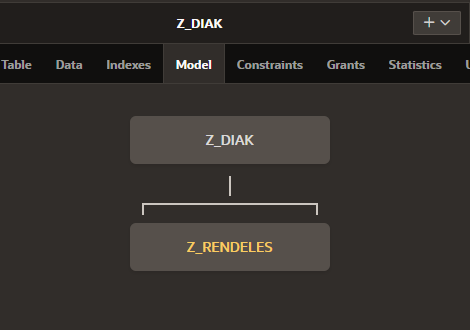 Z_DIAK
Table Data Indexes Model Constraints Grants Statistics
Z_DIAK
Z_RENDELES